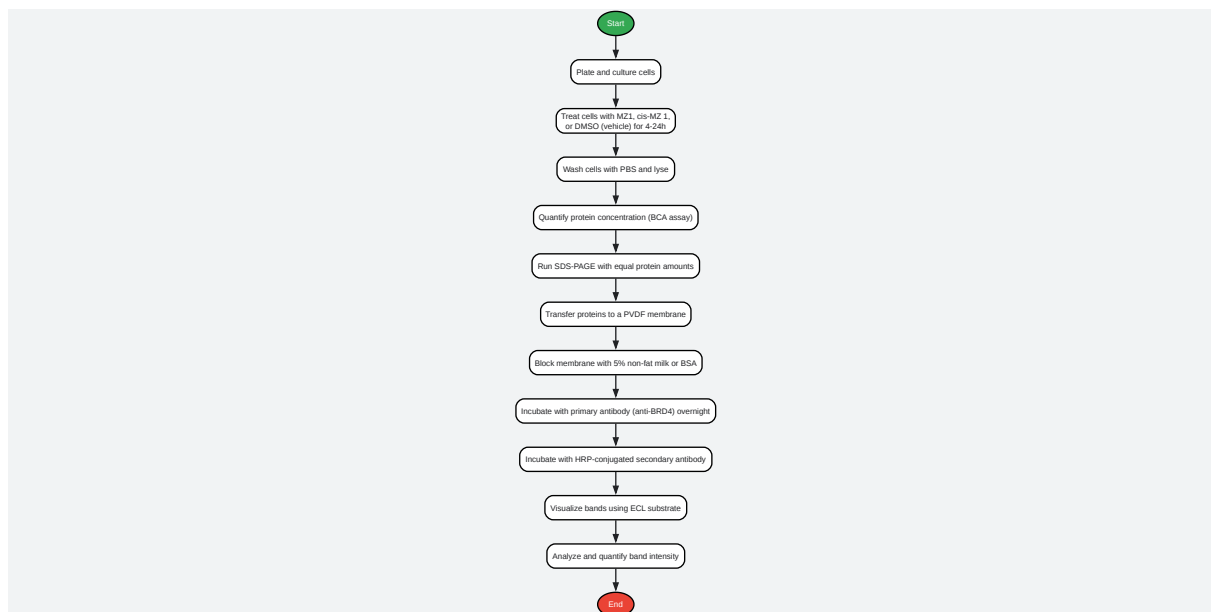 Start
Plate and culture cells
Treat cells with MZ1, cis-MZ 1,
or DMSO (vehicle) for 4-24h
Wash cells with PBS and lyse
Quantify protein concentration (BCA assay)
Run SDS-PAGE with equal protein amounts
Transfer proteins to a PVDF membrane
Block membrane with 5% non-fat milk or BSA
Incubate with primary antibody (anti-BRD4) overnight
Incubate with HRP-conjugated secondary antibody
Visualize bands using ECL substrate
Analyze and quantify band intensity
End